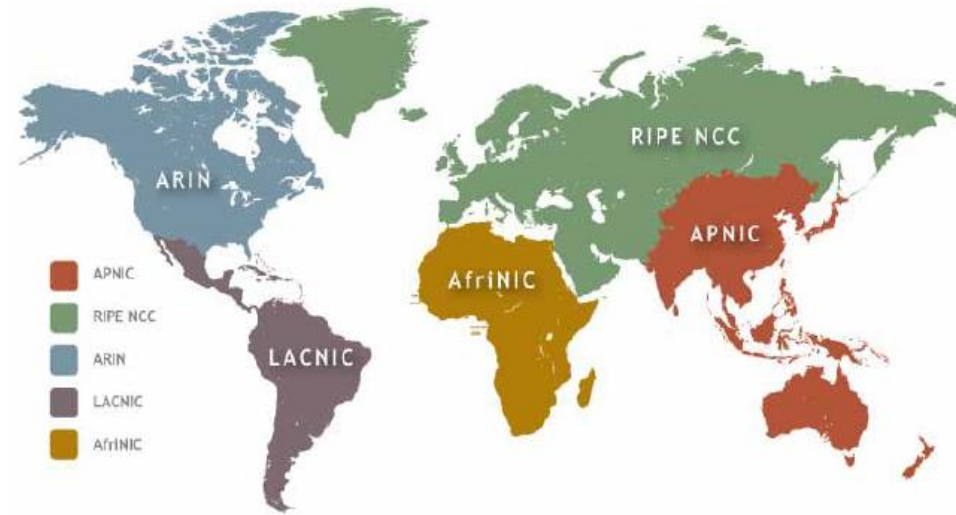 RIPE NCC
ARIN
APNIC
AfriNIC
LACNIC
APNIC
RIPE NCC
ARIN
LACNIC
AfriNIC